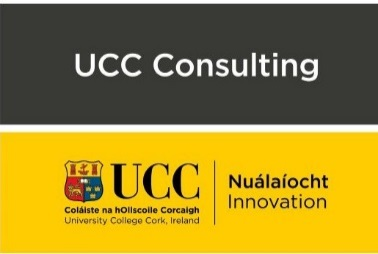 UCC Consulting
UCC
Nuálaíocht
Innovation
Coláiste na hOllscoile Corcaigh
University College Cork, Ireland